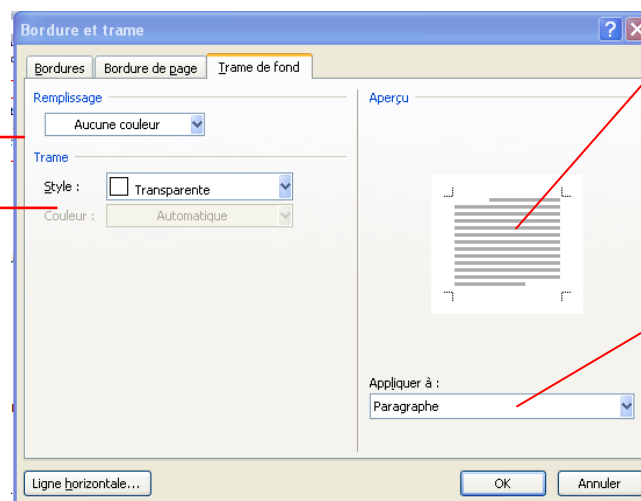 Bordure et trame
Bordures Bordure de page Trame de fond
Remplissage
Aucune couleur
Trame
Style : Transparente
Couleur : Automatique
Aperçu
Appliquer à :
Paragraphe
Ligne horizontale... OK Annuler